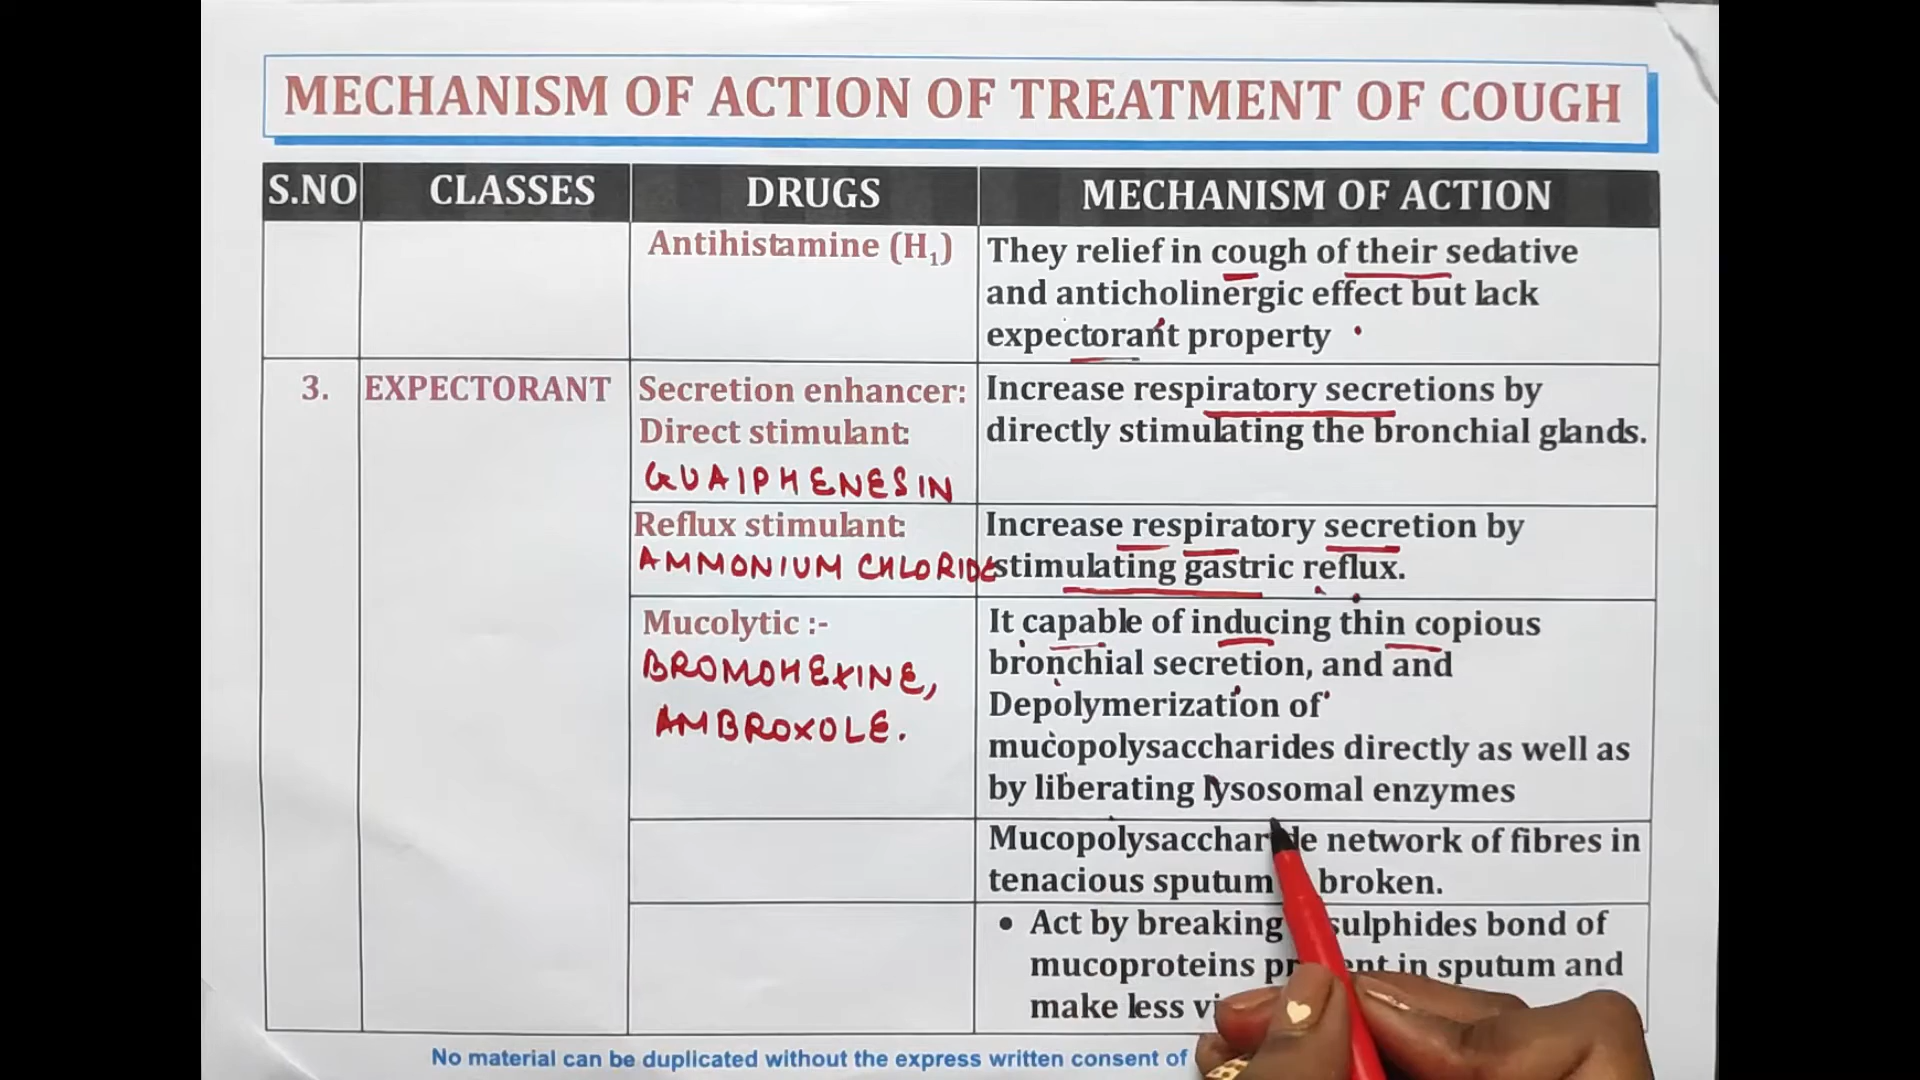 MECHANISM OF ACTION OF TREATMENT OF COUGH
S.NO CLASSES DRUGS MECHANISM OF ACTION
Antihistamine (H1)
They relief in cough of their sedative
and anticholinergic effect but lack
expectorant property
3. EXPECTORANT
Secretion enhancer:
Direct stimulant:
GUAIPHENESIN
Increase respiratory secretions by
directly stimulating the bronchial glands.
Reflux stimulant:
AMMONIUM CHLORIDE
Increase respiratory secretion by
stimulating gastric reflux.
Mucolytic :-
BROMOHEXINE,
AMBROXOLE.
It capable of inducing thin copious
bronchial secretion, and and
Depolymerization of
mucopolysaccharides directly as well as
by liberating lysosomal enzymes
Mucopolysaccharide network of fibres in
tenacious sputum broken.
• Act by breaking sulphides bond of
mucoproteins in sputum and
make less
No material can be duplicated without the express written consent of